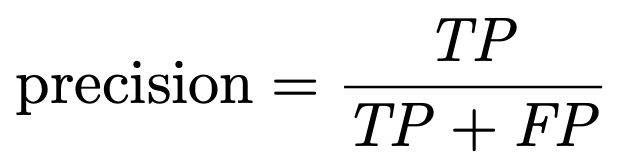 precision = TP / TP + FP